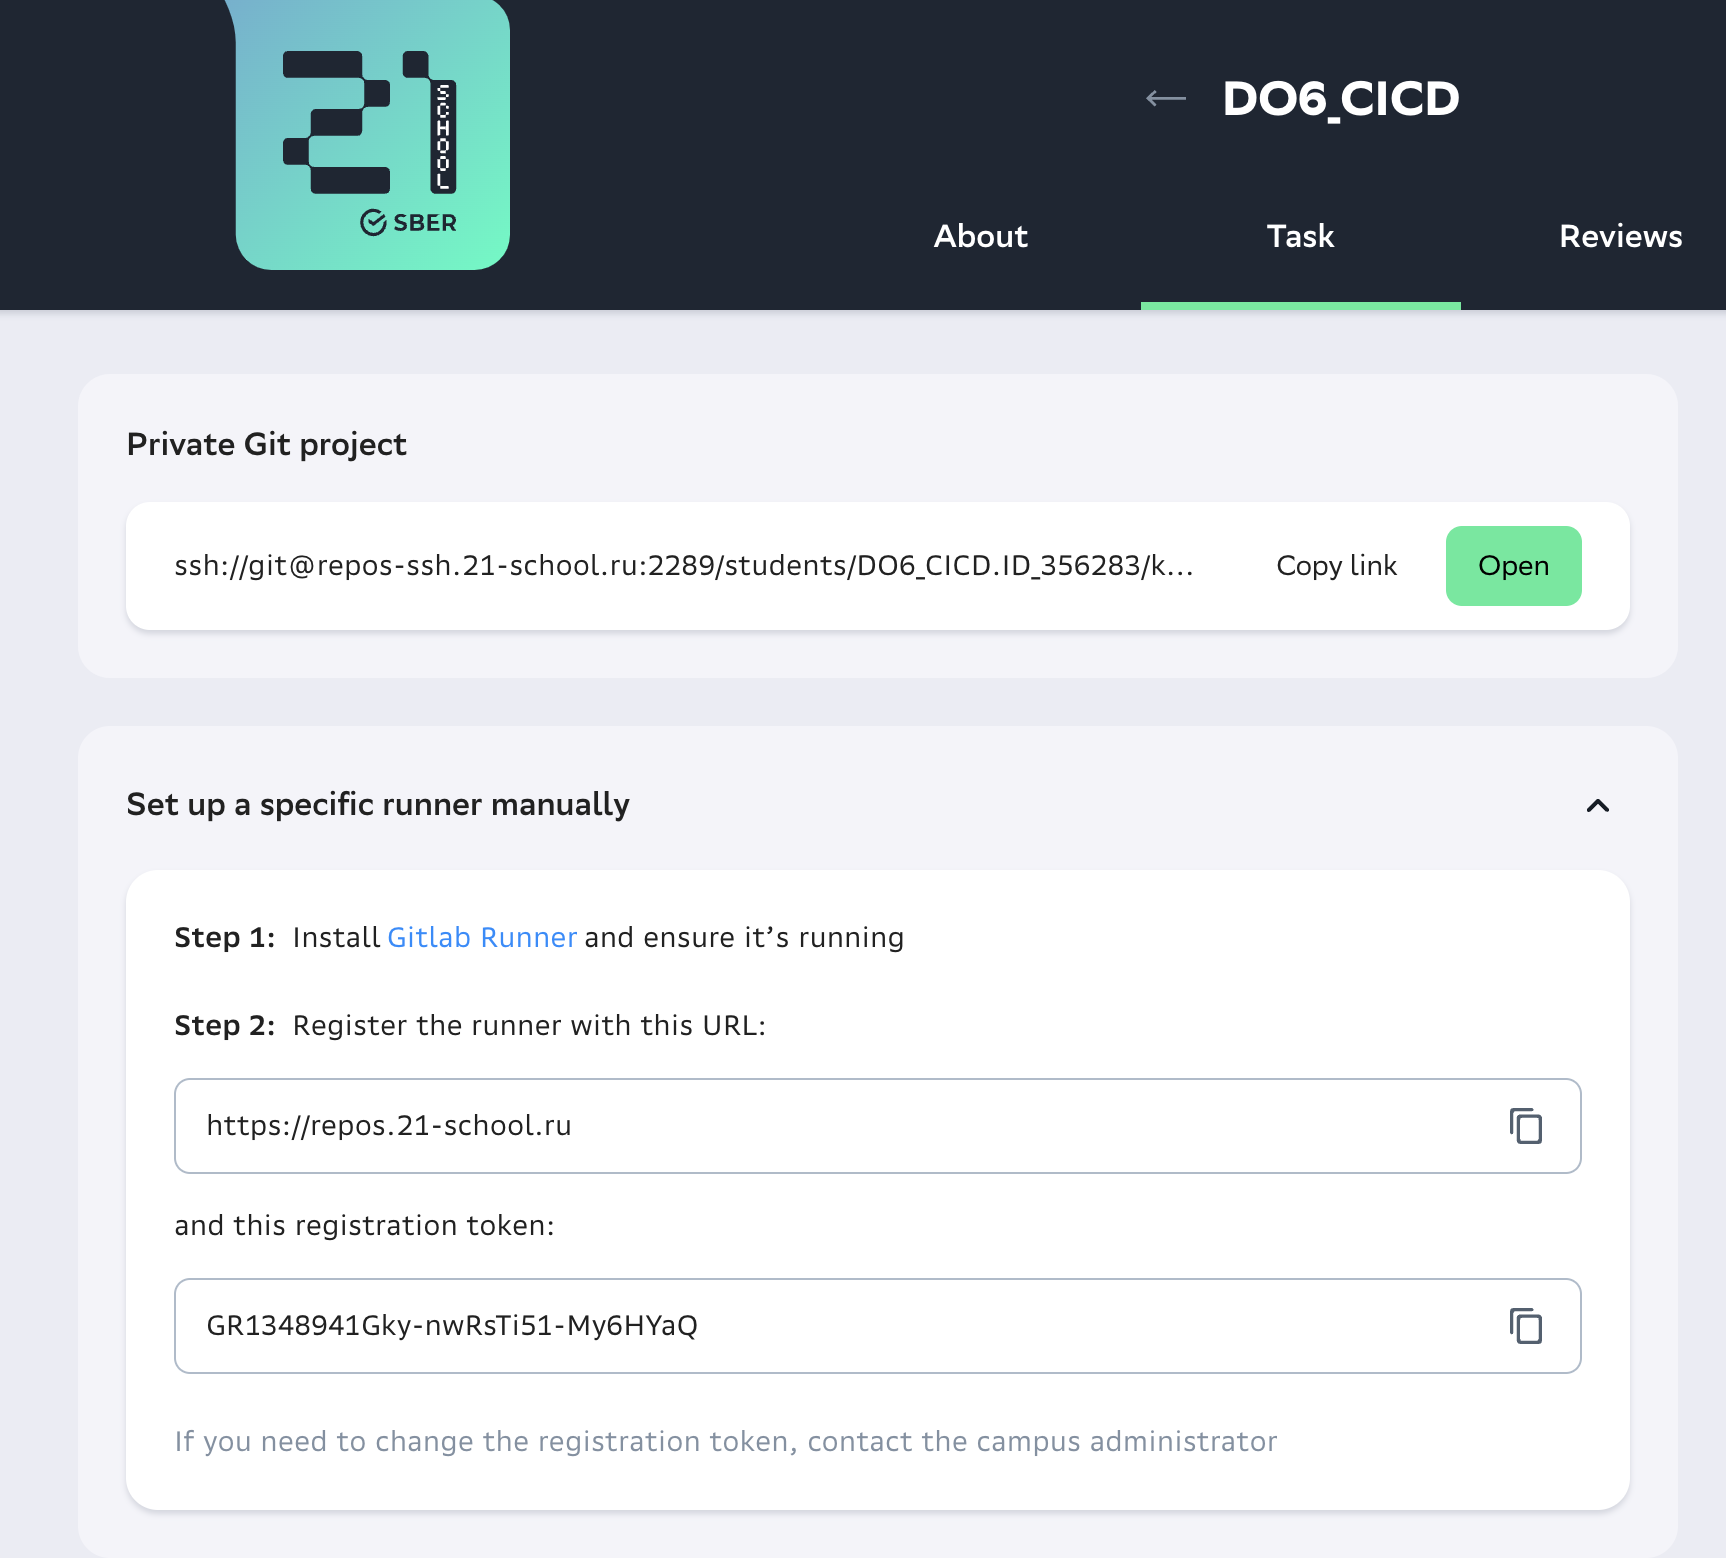 21
SCHOOL
SBER
← DO6_CICD
About Task Reviews
Private Git project
ssh://git@repos-ssh.21-school.ru:2289/students/DO6_CICD.ID_356283/k... Copy link Open
Set up a specific runner manually
Step 1: Install Gitlab Runner and ensure it’s running
Step 2: Register the runner with this URL:
https://repos.21-school.ru
and this registration token:
GR1348941Gky-nwRsTi51-My6HYaQ
If you need to change the registration token, contact the campus administrator